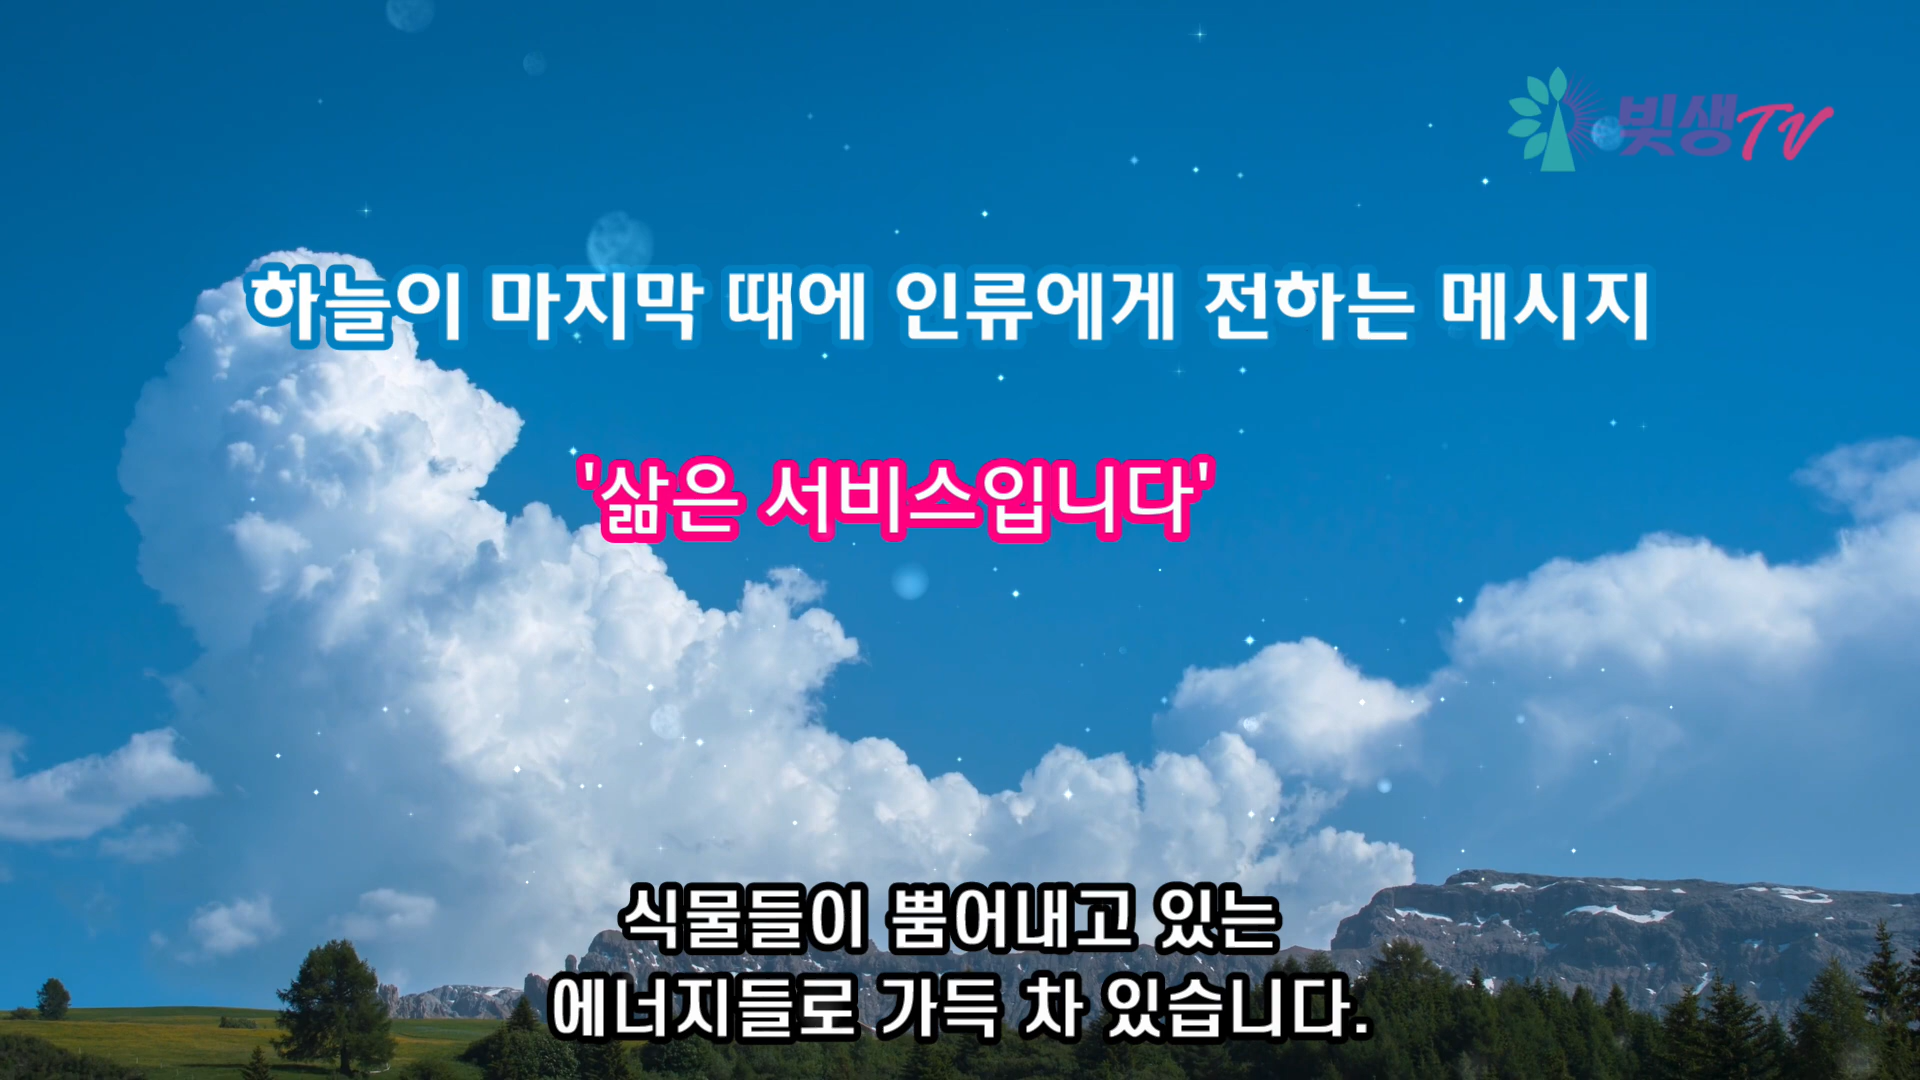 빛생TV
하늘이 마지막 때에 인류에게 전하는 메시지
'삶은 서비스입니다'
식물들이 뿜어내고 있는
에너지들로 가득 차 있습니다.